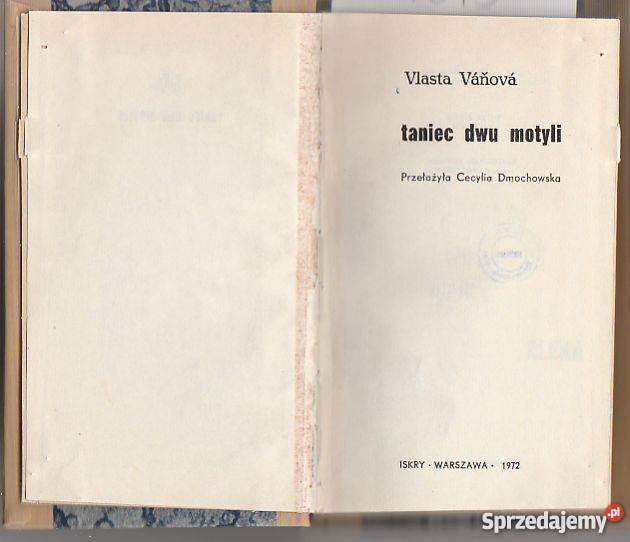 Vlasta Váňová
taniec dwu motyli
Przełożyła Cecylia Dmochowska
ISKRY · WARSZAWA · 1972
Sprzedajemy.pl